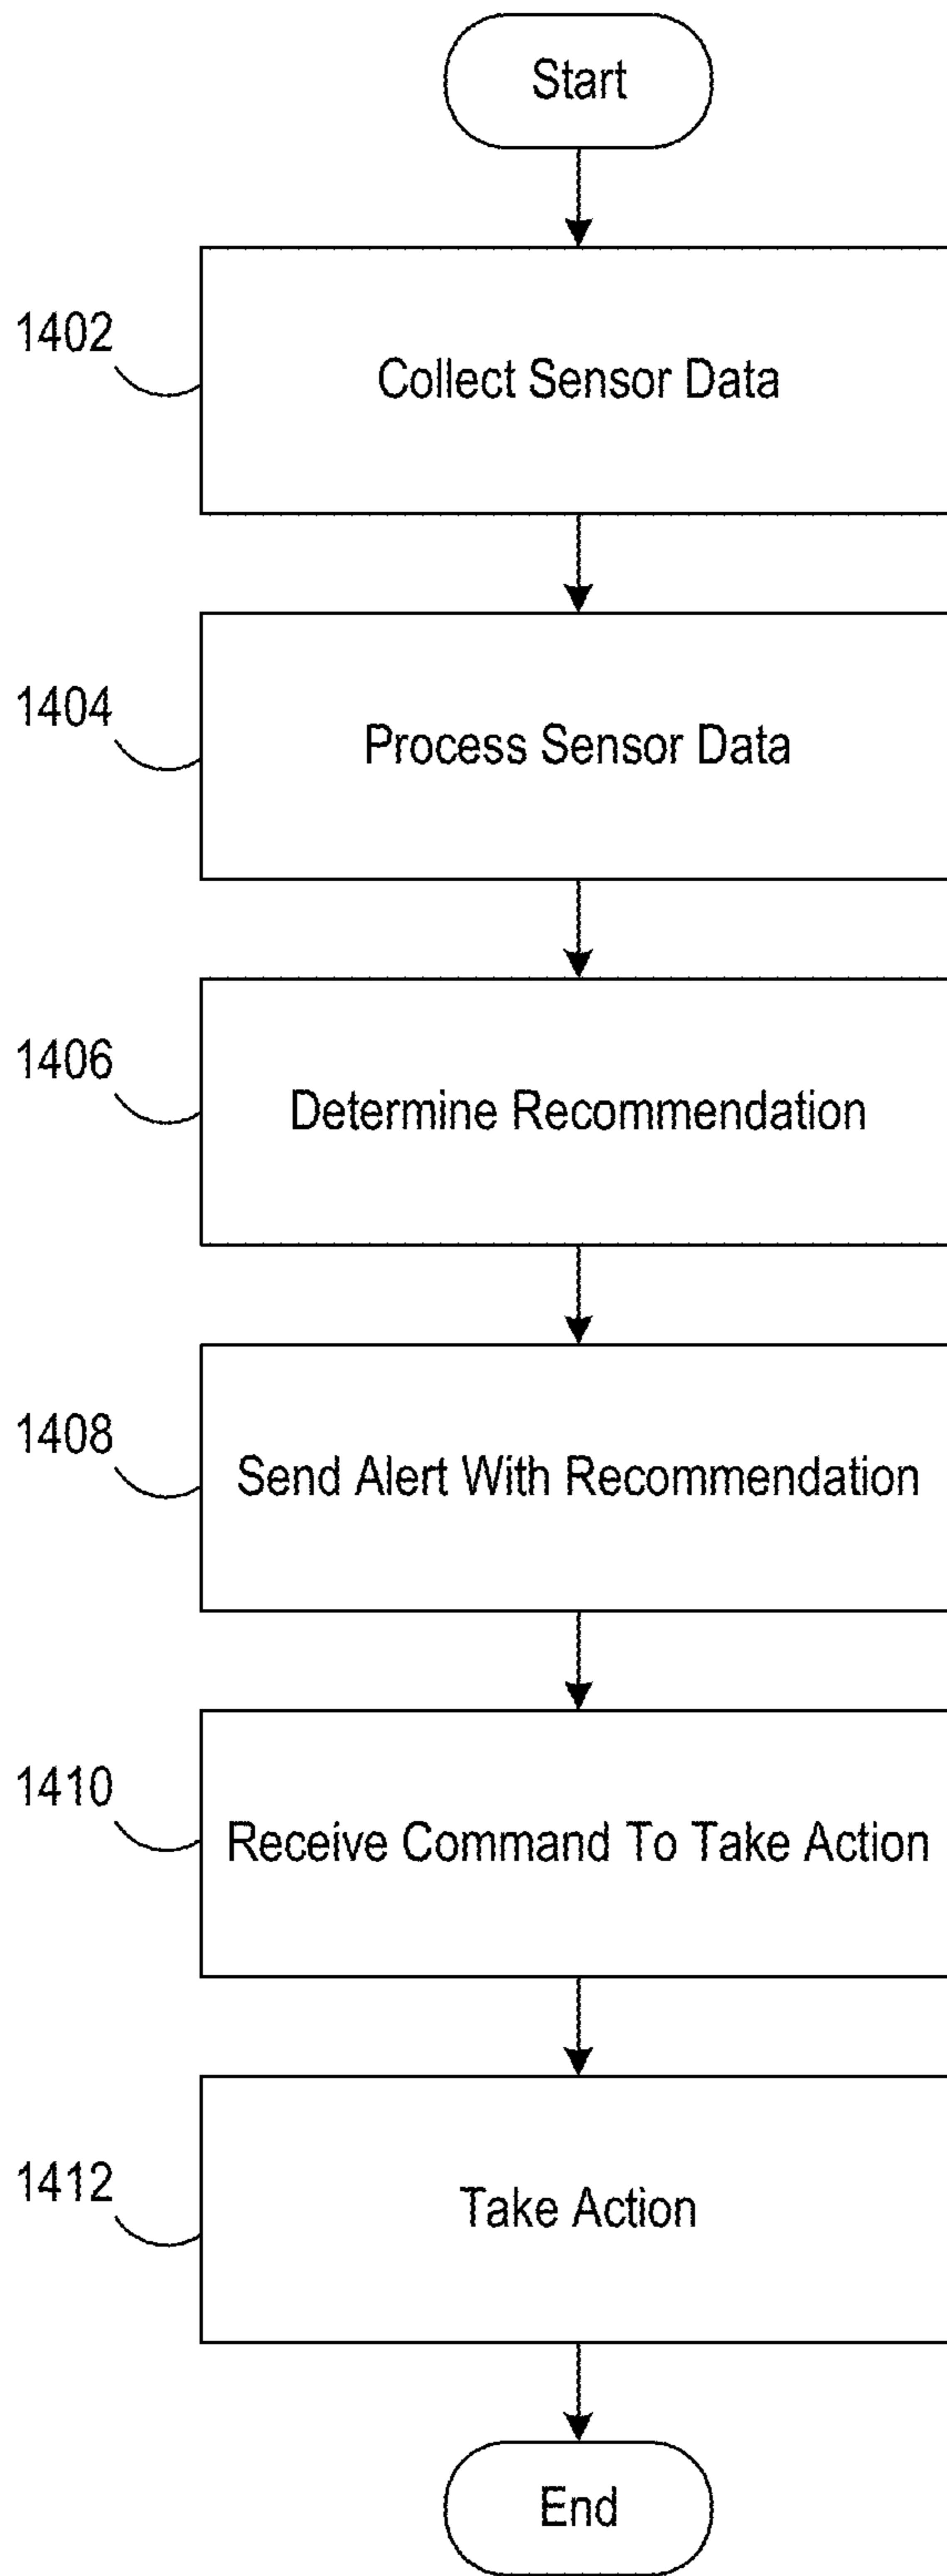 Start
1402
Collect Sensor Data
1404
Process Sensor Data
1406
Determine Recommendation
1408
Send Alert With Recommendation
1410
Receive Command To Take Action
1412
Take Action
End